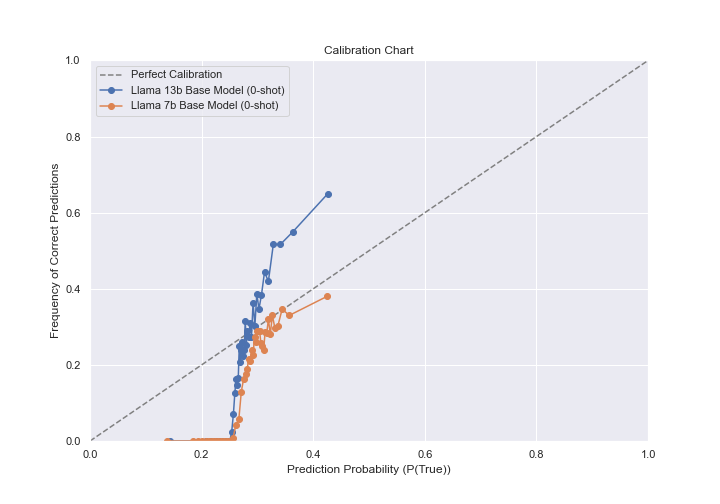 Calibration Chart
Perfect Calibration
Llama 13b Base Model (0-shot)
Llama 7b Base Model (0-shot)
Frequency of Correct Predictions
1.0
0.8
0.6
0.4
0.2
0.0
0.0 0.2 0.4 0.6 0.8 1.0
Prediction Probability (P(True))